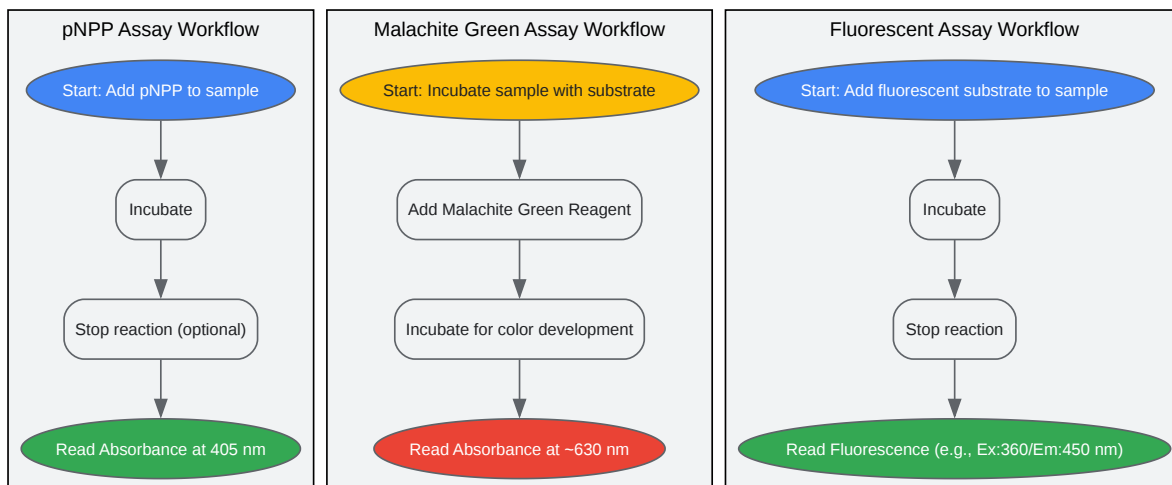 pNPP Assay Workflow
Start: Add pNPP to sample
Incubate
Stop reaction (optional)
Read Absorbance at 405 nm
Malachite Green Assay Workflow
Start: Incubate sample with substrate
Add Malachite Green Reagent
Incubate for color development
Read Absorbance at ~630 nm
Fluorescent Assay Workflow
Start: Add fluorescent substrate to sample
Incubate
Stop reaction
Read Fluorescence (e.g., Ex:360/Em:450 nm)